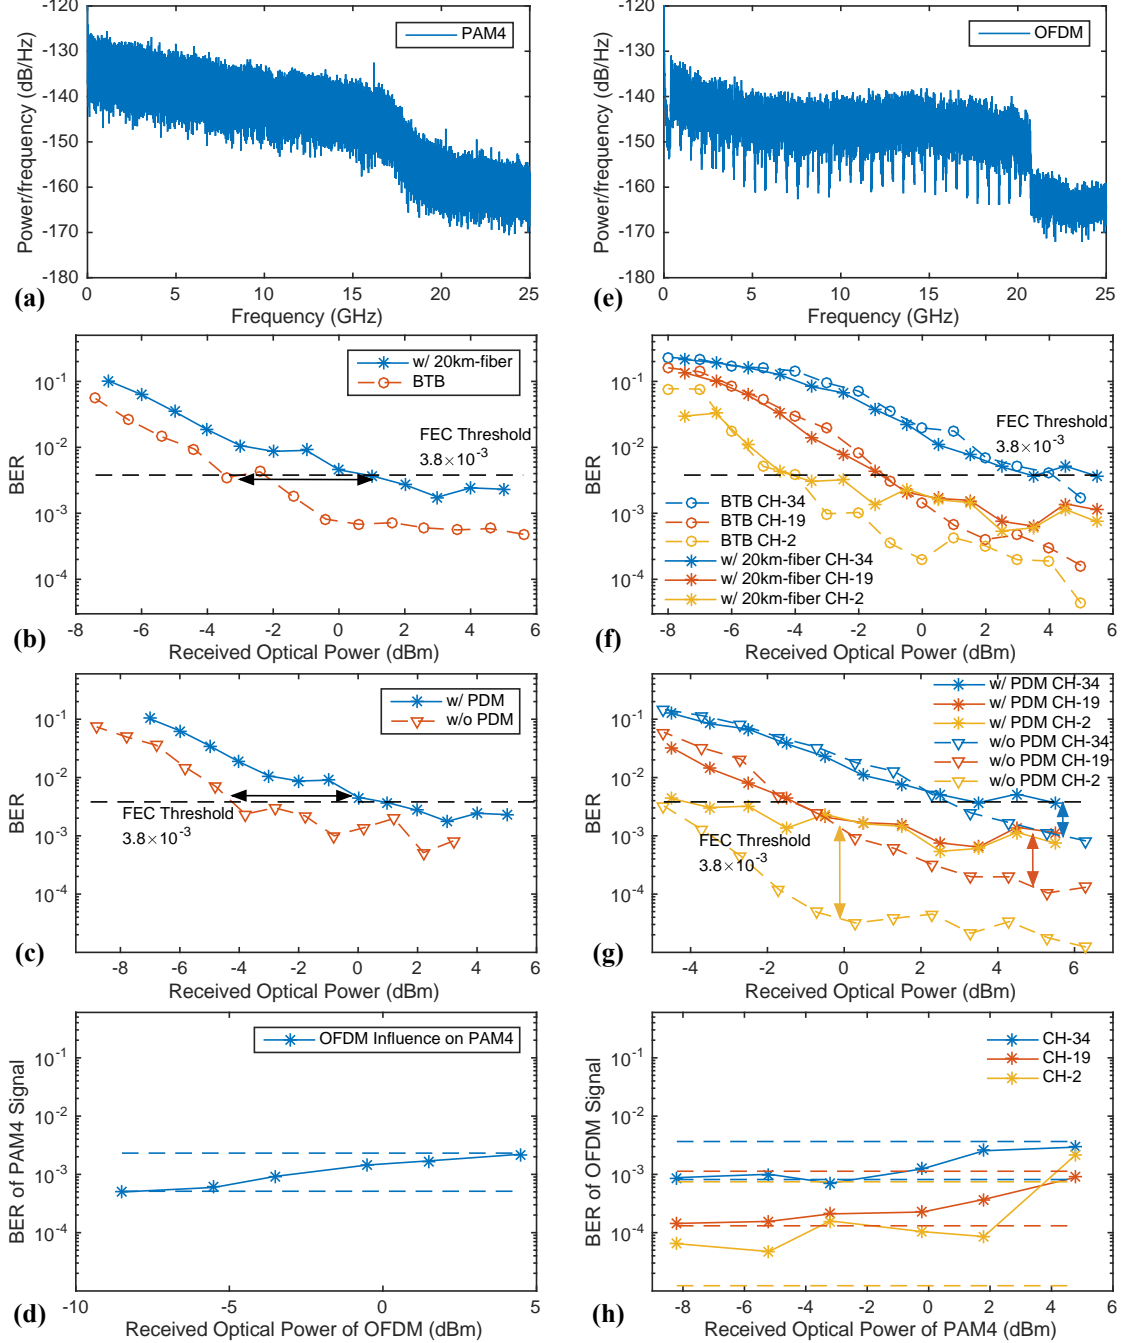 -120
-130
-140
-150
-160
-170
-180
Power/frequency (dB/Hz)
PAM4
0 5 10 15 20 25
Frequency (GHz)
(a)
-120
-130
-140
-150
-160
-170
-180
Power/frequency (dB/Hz)
OFDM
0 5 10 15 20 25
Frequency (GHz)
(e)
10⁻¹
10⁻²
10⁻³
10⁻⁴
BER
w/ 20km-fiber
BTB
FEC Threshold
3.8×10⁻³
-8 -6 -4 -2 0 2 4 6
Received Optical Power (dBm)
(b)
10⁻¹
10⁻²
10⁻³
10⁻⁴
BER
FEC Threshold
3.8×10⁻³
BTB CH-34
BTB CH-19
BTB CH-2
w/ 20km-fiber CH-34
w/ 20km-fiber CH-19
w/ 20km-fiber CH-2
-8 -6 -4 -2 0 2 4 6
Received Optical Power (dBm)
(f)
10⁻¹
10⁻²
10⁻³
10⁻⁴
BER
w/ PDM
w/o PDM
FEC Threshold
3.8×10⁻³
-8 -6 -4 -2 0 2 4 6
Received Optical Power (dBm)
(c)
10⁻¹
10⁻²
10⁻³
10⁻⁴
BER
w/ PDM CH-34
w/ PDM CH-19
w/ PDM CH-2
w/o PDM CH-34
w/o PDM CH-19
w/o PDM CH-2
FEC Threshold
3.8×10⁻³
-4 -2 0 2 4 6
Received Optical Power (dBm)
(g)
10⁻¹
10⁻²
10⁻³
10⁻⁴
BER of PAM4 Signal
OFDM Influence on PAM4
-10 -5 0 5
Received Optical Power of OFDM (dBm)
(d)
10⁻¹
10⁻²
10⁻³
10⁻⁴
BER of OFDM Signal
CH-34
CH-19
CH-2
-8 -6 -4 -2 0 2 4 6
Received Optical Power of PAM4 (dBm)
(h)